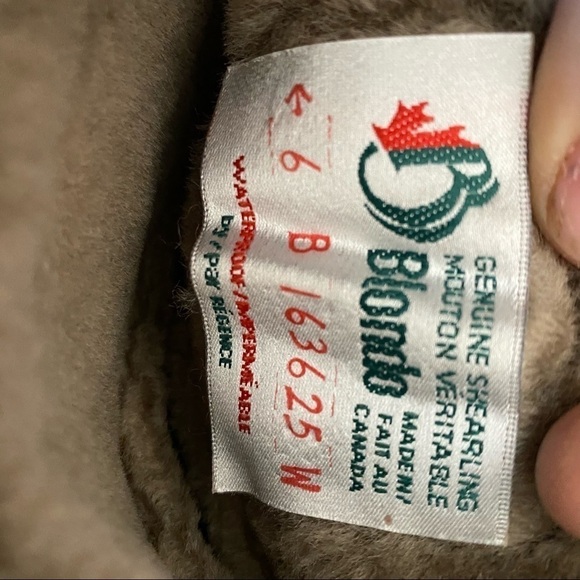 GENUINE SHEARLING
MOUTON VÉRITABLE
B
Blondo
MADE IN /
FAIT AU
CANADA
← 6 B 163625 W
WATERPROOF / IMPERMÉABLE
by / par RÉGENCE